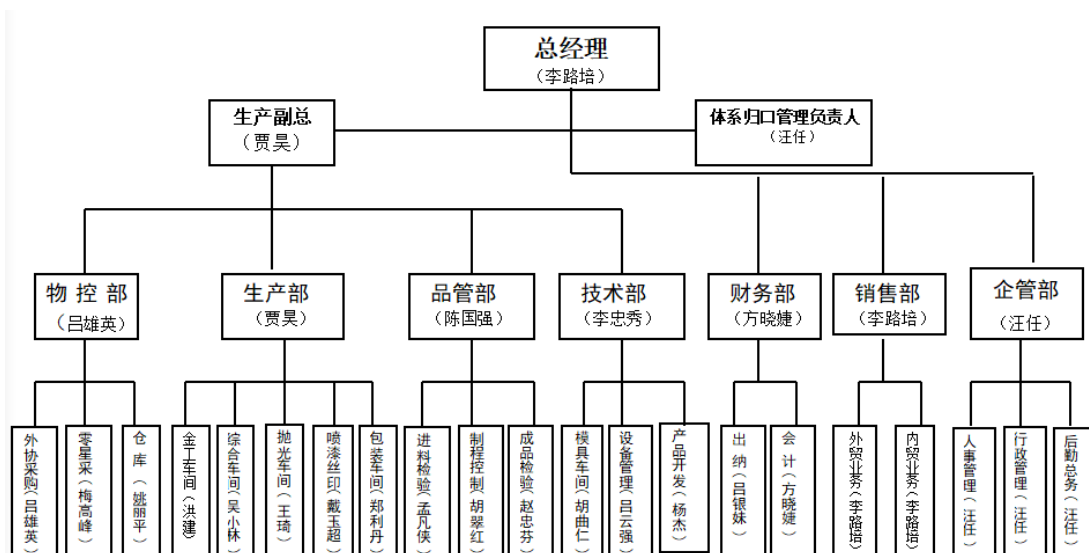 总经理
（李路培）
生产副总
（贾昊）
体系归口管理负责人
（汪任）
物 控 部
（吕雄英）
生产部
（贾昊）
品管部
（陈国强）
技术部
（李忠秀）
财务部
（方晓婕）
销售部
（李路培）
企管部
（汪任）
外协采购（吕雄英）
零星采（梅高峰）
仓 库（姚丽平）
金工车间（洪建）
综合车间（吴小林）
抛光车间（王琦）
喷漆丝印（戴玉超）
包装车间（郑利丹）
进料检验（孟凡侠）
制程控制（胡翠红）
成品检验（赵忠芬）
模具车间（胡曲仁）
设备管理（吕云强）
产品开发（杨杰）
出 纳（吕银妹）
会 计（方晓婕）
外贸业务（李路培）
内贸业务（李路培）
人事管理（汪任）
行政管理（汪任）
后勤总务（汪任）